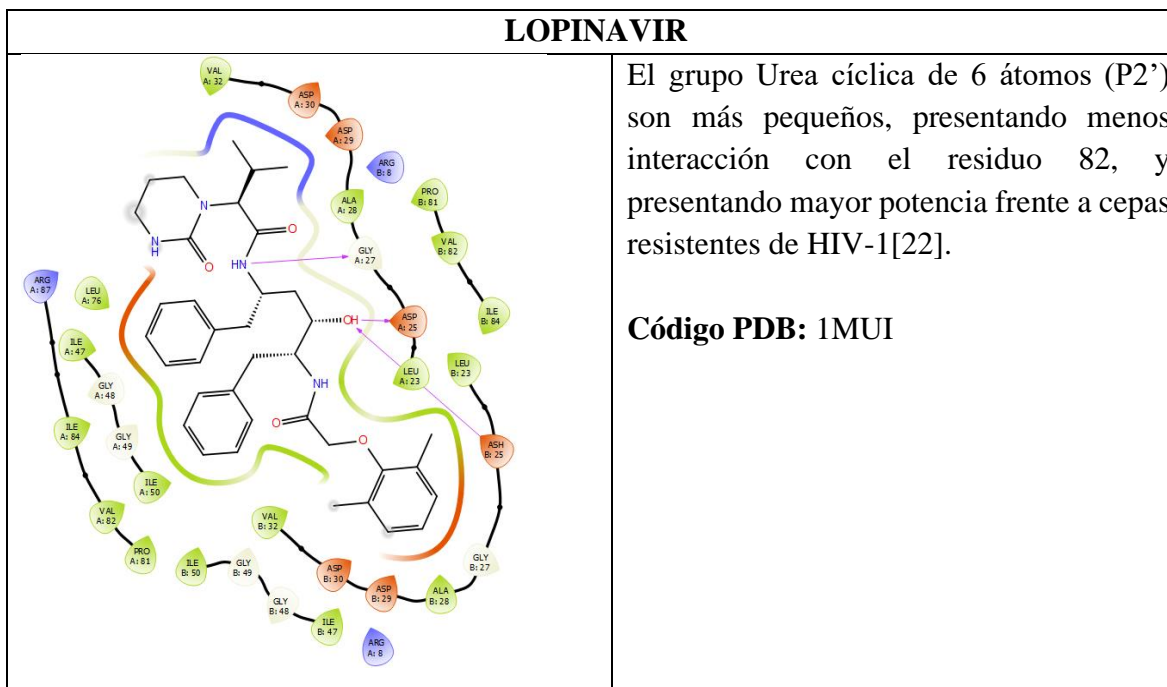 LOPINAVIR
VAL
A: 32
ASP
A: 30
ASP
A: 29
ARG
B: 8
ALA
A: 28
PRO
B: 81
GLY
A: 27
VAL
B: 82
ILE
B: 84
ASP
A: 25
LEU
A: 23
LEU
B: 23
ASH
B: 25
GLY
B: 27
ALA
B: 28
ASP
B: 29
ASP
B: 30
VAL
B: 32
ARG
A: 8
ILE
B: 47
GLY
B: 48
GLY
B: 49
ILE
B: 50
PRO
A: 81
VAL
A: 82
ILE
A: 84
ARG
A: 87
LEU
A: 76
ILE
A: 47
GLY
A: 48
GLY
A: 49
ILE
A: 50
N
NH
O
O
HN
OH
NH
O
O
El grupo Urea cíclica de 6 átomos (P2’)
son más pequeños, presentando menos
interacción con el residuo 82, y
presentando mayor potencia frente a cepas
resistentes de HIV-1[22].
Código PDB: 1MUI